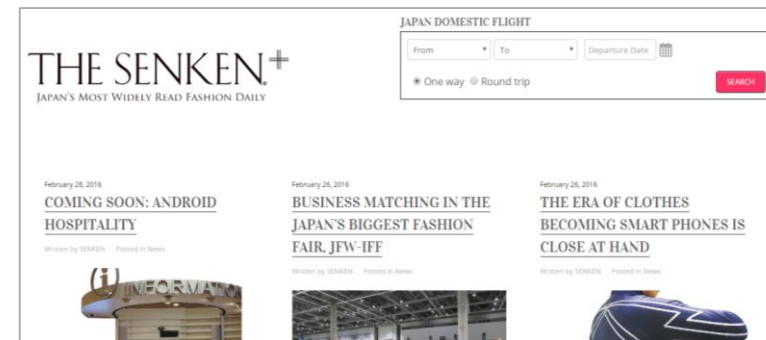 JAPAN DOMESTIC FLIGHT
From To Departure Date
One way Round trip
SEARCH
THE SENKEN+
JAPAN'S MOST WIDELY READ FASHION DAILY
February 28, 2016
COMING SOON: ANDROID
HOSPITALITY
Written by SENKEN Posted in News
INFORMATIO
February 26, 2016
BUSINESS MATCHING IN THE
JAPAN'S BIGGEST FASHION
FAIR, JFW-IFF
Written by SENKEN Posted in News
February 26, 2016
THE ERA OF CLOTHES
BECOMING SMART PHONES IS
CLOSE AT HAND
Written by SENKEN Posted in News